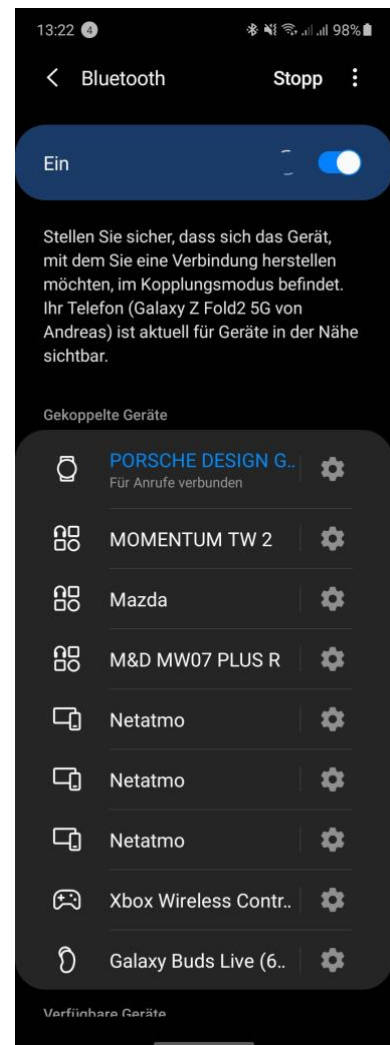 13:22 4 98%
Bluetooth Stopp
Ein
Stellen Sie sicher, dass sich das Gerät,
mit dem Sie eine Verbindung herstellen
möchten, im Kopplungsmodus befindet.
Ihr Telefon (Galaxy Z Fold2 5G von
Andreas) ist aktuell für Geräte in der Nähe
sichtbar.
Gekoppelte Geräte
PORSCHE DESIGN G..
Für Anrufe verbunden
MOMENTUM TW 2
Mazda
M&D MW07 PLUS R
Netatmo
Netatmo
Netatmo
Xbox Wireless Contr..
Galaxy Buds Live (6..
Verfügbare Geräte